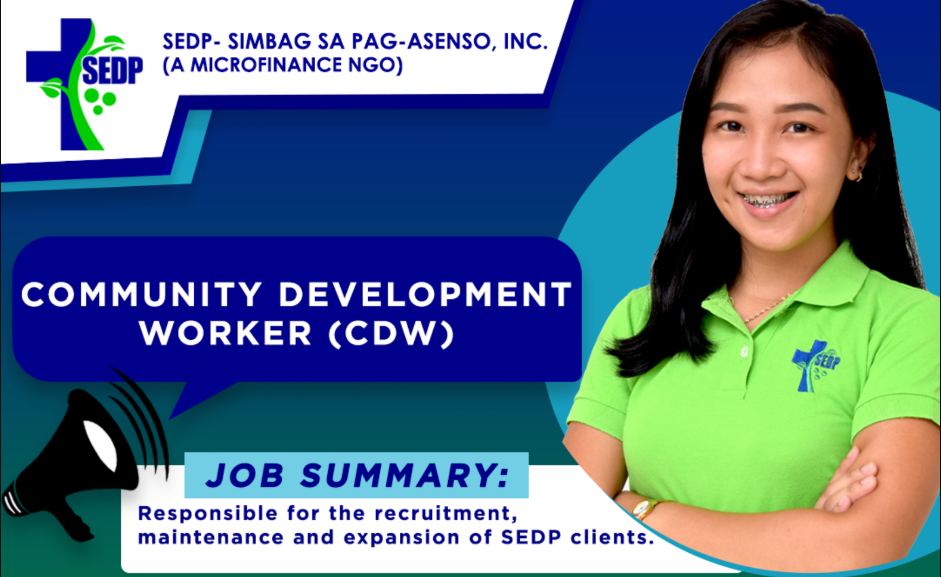 SEDP
SEDP- SIMBAG SA PAG-ASENSO, INC.
(A MICROFINANCE NGO)
COMMUNITY DEVELOPMENT
WORKER (CDW)
SEDP
JOB SUMMARY:
Responsible for the recruitment,
maintenance and expansion of SEDP clients.